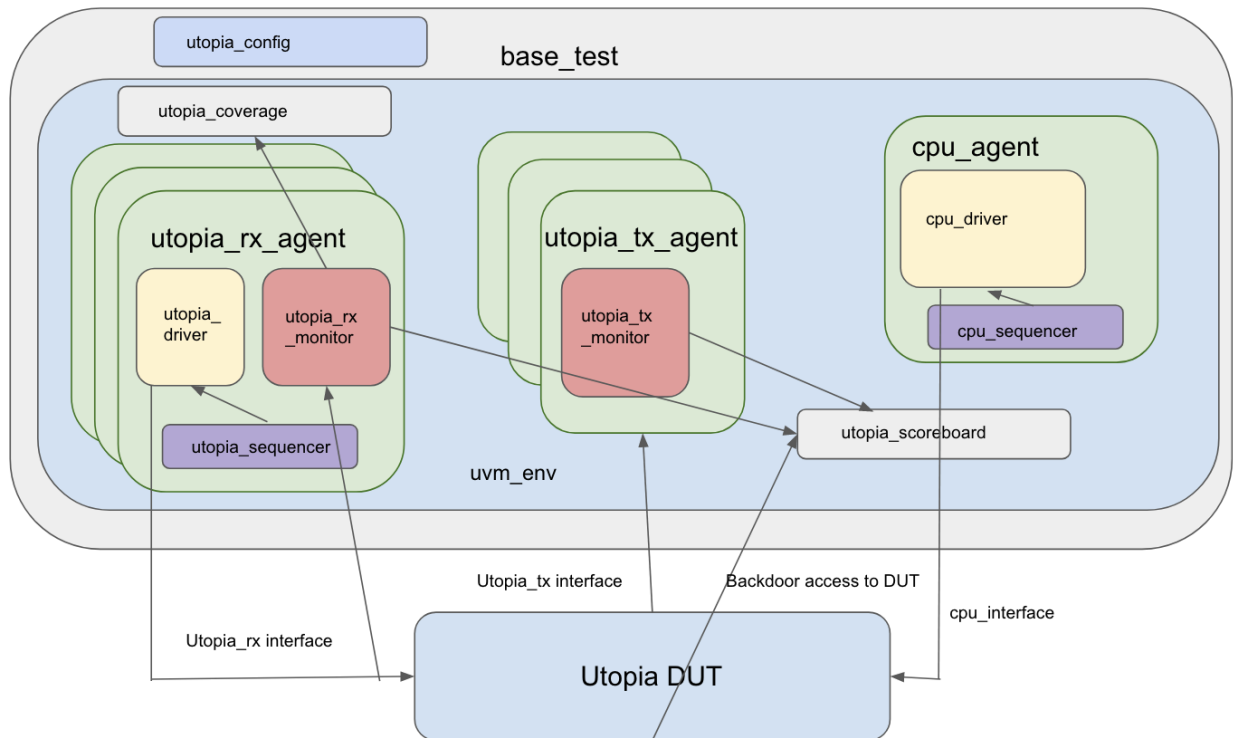 utopia_config
base_test
utopia_coverage
cpu_agent
cpu_driver
utopia_rx_agent
utopia_tx_agent
utopia_
driver
utopia_rx
_monitor
utopia_tx
_monitor
cpu_sequencer
utopia_sequencer
utopia_scoreboard
uvm_env
Utopia_tx interface
Backdoor access to DUT
cpu_interface
Utopia_rx interface
Utopia DUT